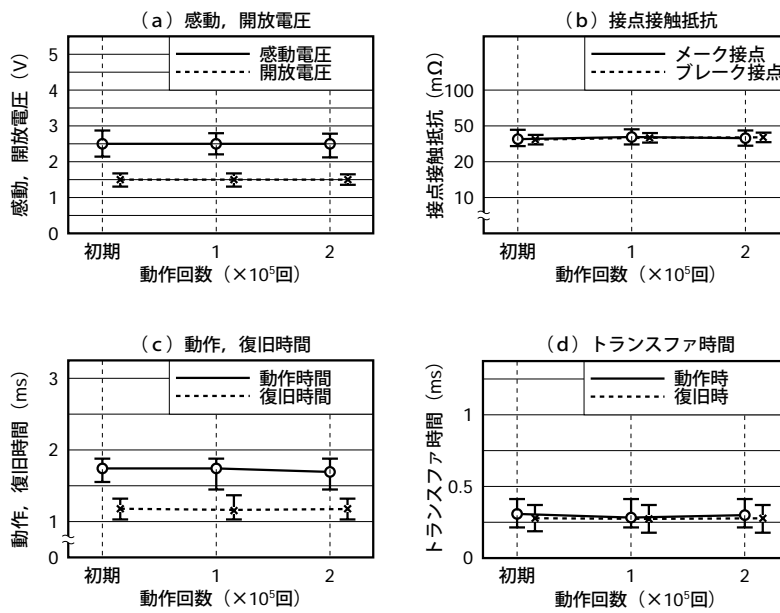 (a) 感動，開放電圧
感動，開放電圧（V）
5
4
3
2
1
0
感動電圧
開放電圧
初期
1
2
動作回数（×10⁵回）
(b) 接点接触抵抗
接点接触抵抗（mΩ）
100
50
20
10
メーク接点
ブレーク接点
初期
1
2
動作回数（×10⁵回）
(c) 動作，復旧時間
動作，復旧時間（ms）
3
2
1
0
動作時間
復旧時間
初期
1
2
動作回数（×10⁵回）
(d) トランスファ時間
トランスファ時間（ms）
1
0.5
0
動作時
復旧時
初期
1
2
動作回数（×10⁵回）